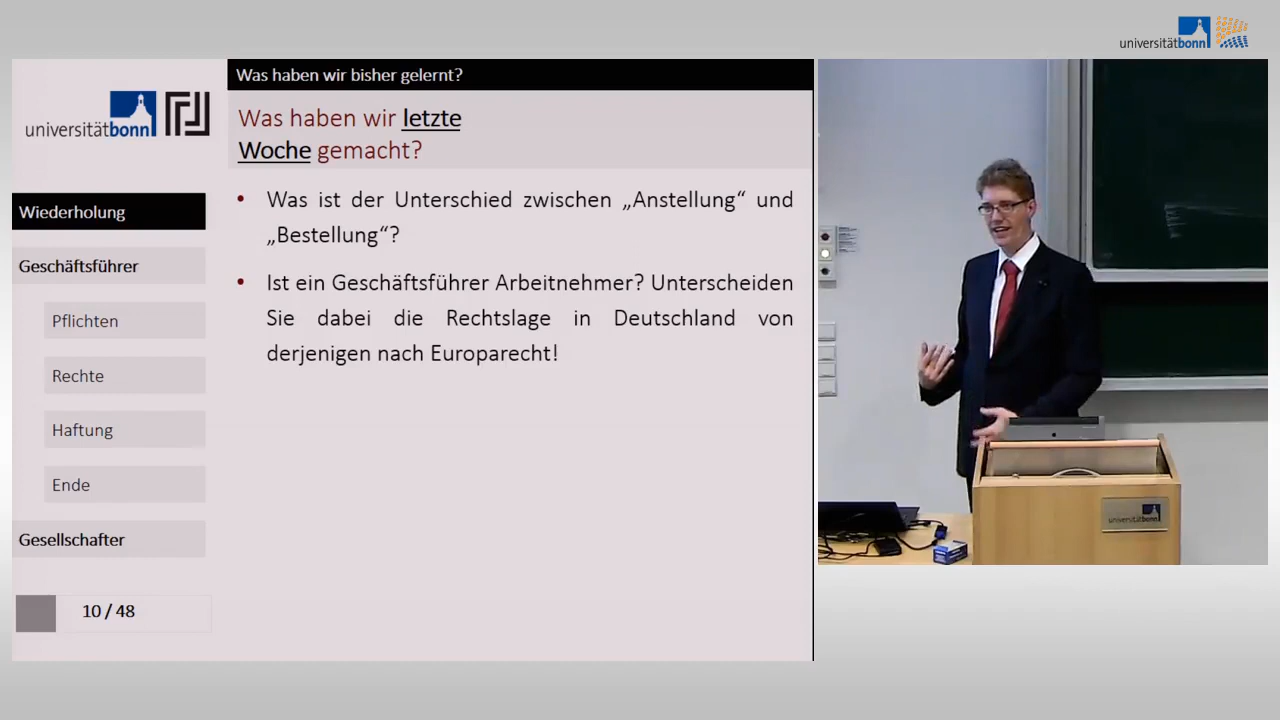 universitätbonn
Was haben wir bisher gelernt?
universitätbonn
Was haben wir letzte
Woche gemacht?
Wiederholung
Geschäftsführer
Pflichten
Rechte
Haftung
Ende
Gesellschafter
10 / 48
• Was ist der Unterschied zwischen „Anstellung“ und
„Bestellung“?
• Ist ein Geschäftsführer Arbeitnehmer? Unterscheiden
Sie dabei die Rechtslage in Deutschland von
derjenigen nach Europarecht!
universitätbonn